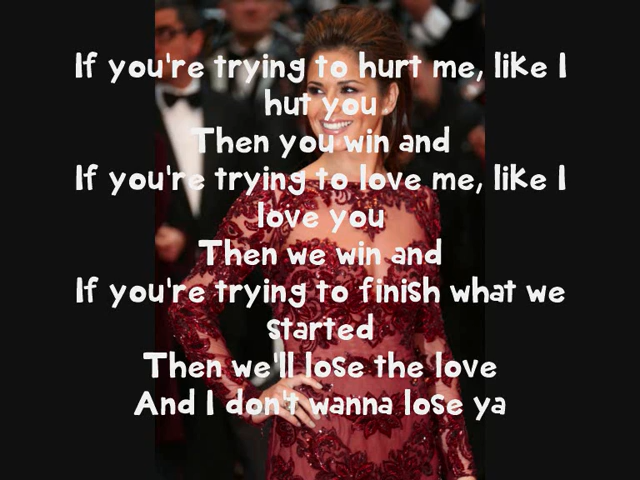 If you're trying to hurt me, like I
hut you
Then you win and
If you're trying to love me, like I
love you
Then we win and
If you're trying to finish what we
started
Then we'll lose the love
And I don't wanna lose ya